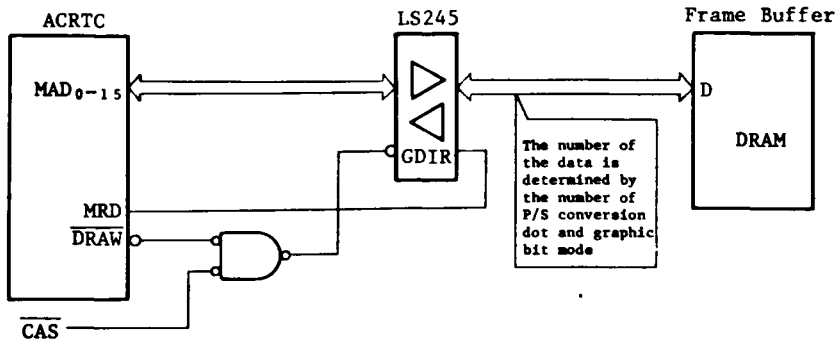 ACRTC
LS245
Frame Buffer
MAD0-15
D
DRAM
GDIR
The number of
the data is
determined by
the number of
P/S conversion
dot and graphic
bit mode
MRD
DRAW
CAS